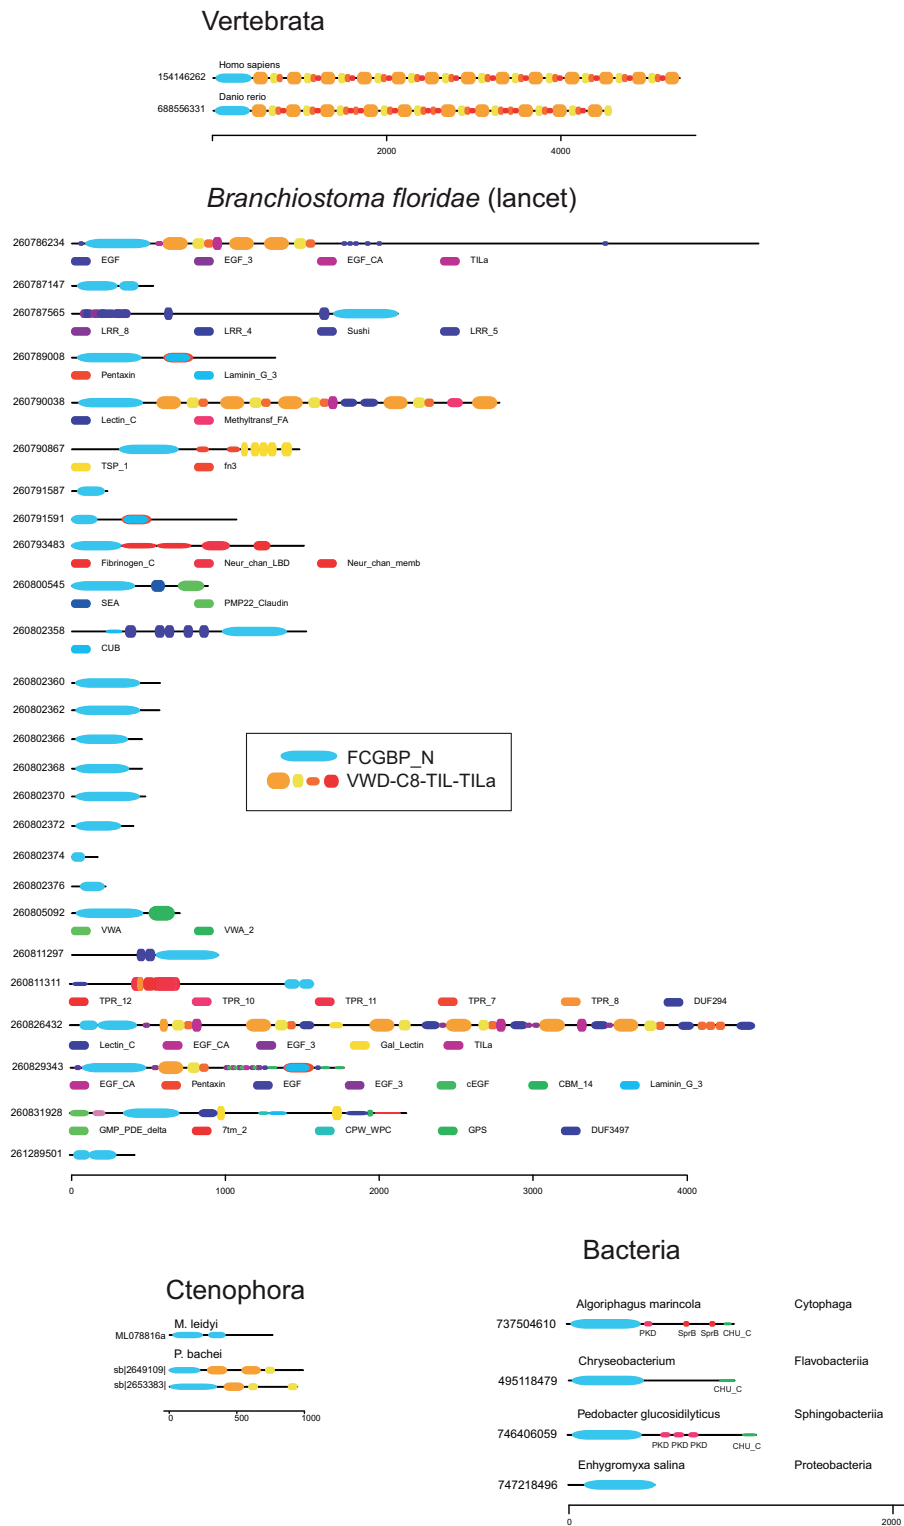 Vertebrata
Homo sapiens
154146262
Danio rerio
688556331
2000 4000
Branchiostoma floridae (lancet)
260786234
EGF EGF_3 EGF_CA TILa
260787147
260787565
LRR_8 LRR_4 Sushi LRR_5
260789008
Pentaxin Laminin_G_3
260790038
Lectin_C Methyltransf_FA
260790867
TSP_1 fn3
260791587
260791591
260793483
Fibrinogen_C Neur_chan_LBD Neur_chan_memb
260800545
SEA PMP22_Claudin
260802358
CUB
260802360
260802362
260802366
FCGBP_N
260802368
VWD-C8-TIL-TILa
260802370
260802372
260802374
260802376
260805092
VWA VWA_2
260811297
260811311
TPR_12 TPR_10 TPR_11 TPR_7 TPR_8 DUF294
260826432
Lectin_C EGF_CA EGF_3 Gal_Lectin TILa
260829343
EGF_CA Pentaxin EGF EGF_3 cEGF CBM_14 Laminin_G_3
260831928
GMP_PDE_delta 7tm_2 CPW_WPC GPS DUF3497
261289501
0 1000 2000 3000 4000
Ctenophora
M. leidyi
ML078816a
P. bachei
sb|2649109|
sb|2653383|
0 500 1000
Bacteria
Algoriphagus marincola Cytophaga
737504610
PKD SprB SprB CHU_C
Chryseobacterium Flavobacteriia
495118479
CHU_C
Pedobacter glucosidilyticus Sphingobacteriia
746406059
PKD PKD PKD CHU_C
Enhygromyxa salina Proteobacteria
747218496
0 2000